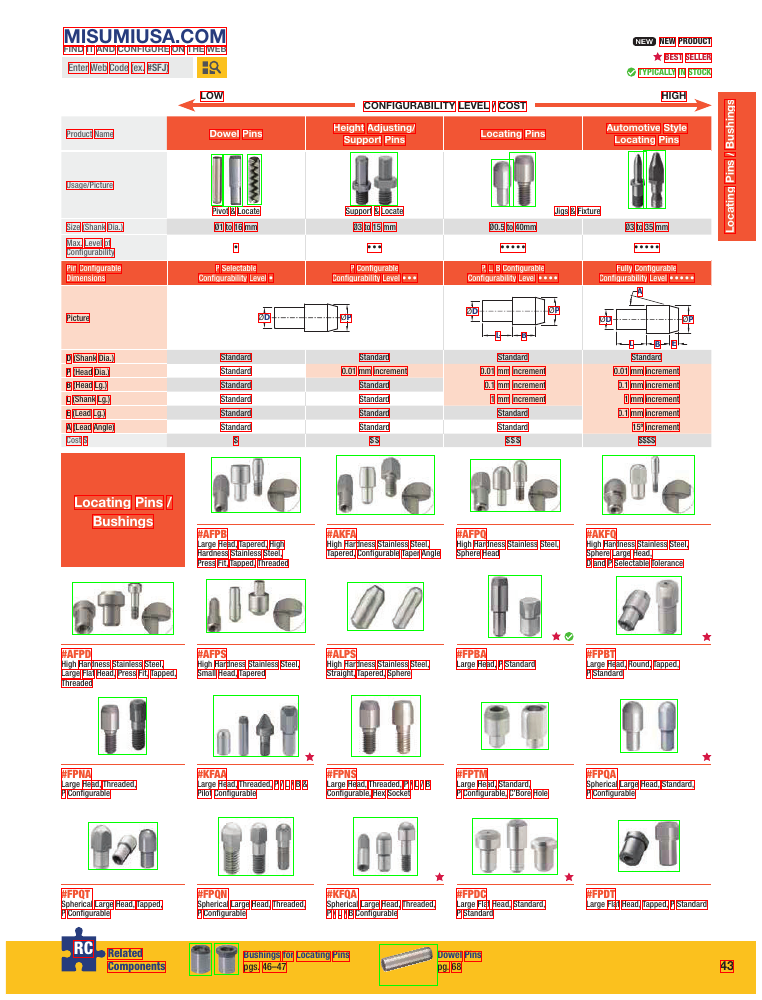 MISUMIUSA.COM
FIND IT AND CONFIGURE ON THE WEB
Enter Web Code (ex. #SFJ)
NEW NEW PRODUCT
BEST SELLER
TYPICALLY IN STOCK
LOW
CONFIGURABILITY LEVEL / COST
HIGH
Locating Pins / Bushings
Product Name
Dowel Pins
Height Adjusting/
Support Pins
Locating Pins
Automotive Style
Locating Pins
Usage/Picture
Pivot & Locate
Support & Locate
Jigs & Fixture
Size (Shank Dia.)
Ø1 to 16 mm
Ø3 to 15 mm
Ø0.5 to 40mm
Ø3 to 35 mm
Max. Level of
Configurability
•
•••
•••••
•••••
Pin Configurable
Dimensions
P Selectable
Configurability Level •
P Configurable
Configurability Level •••
P, L, B Configurable
Configurability Level ••••
Fully Configurable
Configurability Level •••••
Picture
ØD
ØP
ØD
ØP
L
B
A
ØD
ØP
L
B
E
D (Shank Dia.)
Standard
Standard
Standard
Standard
P (Head Dia.)
Standard
0.01 mm increment
0.01 mm increment
0.01 mm increment
B (Head Lg.)
Standard
Standard
0.1 mm increment
0.1 mm increment
L (Shank Lg.)
Standard
Standard
1 mm increment
1 mm increment
E (Lead Lg.)
Standard
Standard
Standard
0.1 mm increment
A (Lead Angle)
Standard
Standard
Standard
15° increment
Cost $
$
$ $
$ $ $
$$$$
Locating Pins /
Bushings
#AFPB
Large Head, Tapered, High
Hardness Stainless Steel,
Press Fit, Tapped, Threaded
#AKFA
High Hardness Stainless Steel,
Tapered, Configurable Taper Angle
#AFPQ
High Hardness Stainless Steel,
Sphere Head
#AKFQ
High Hardness Stainless Steel,
Sphere Large Head,
D and P Selectable Tolerance
#AFPD
High Hardness Stainless Steel,
Large Flat Head, Press Fit, Tapped,
Threaded
#AFPS
High Hardness Stainless Steel,
Small Head, Tapered
#ALPS
High Hardness Stainless Steel,
Straight, Tapered, Sphere
#FPBA
Large Head, P Standard
#FPBT
Large Head, Round, Tapped,
P Standard
#FPNA
Large Head, Threaded,
P Configurable
#KFAA
Large Head, Threaded, P / L / B &
Pilot Configurable
#FPNS
Large Head, Threaded, P / L / B
Configurable, Hex Socket
#FPTM
Large Head, Standard,
P Configurable, C'Bore Hole
#FPQA
Spherical Large Head, Standard,
P Configurable
#FPQT
Spherical Large Head, Tapped,
P Configurable
#FPQN
Spherical Large Head, Threaded,
P Configurable
#KFQA
Spherical Large Head, Threaded,
P / L / B Configurable
#FPDC
Large Flat Head, Standard,
P Standard
#FPDT
Large Flat Head, Tapped, P Standard
RC
Related
Components
Bushings for Locating Pins
pgs. 46–47
Dowel Pins
pg. 68
43